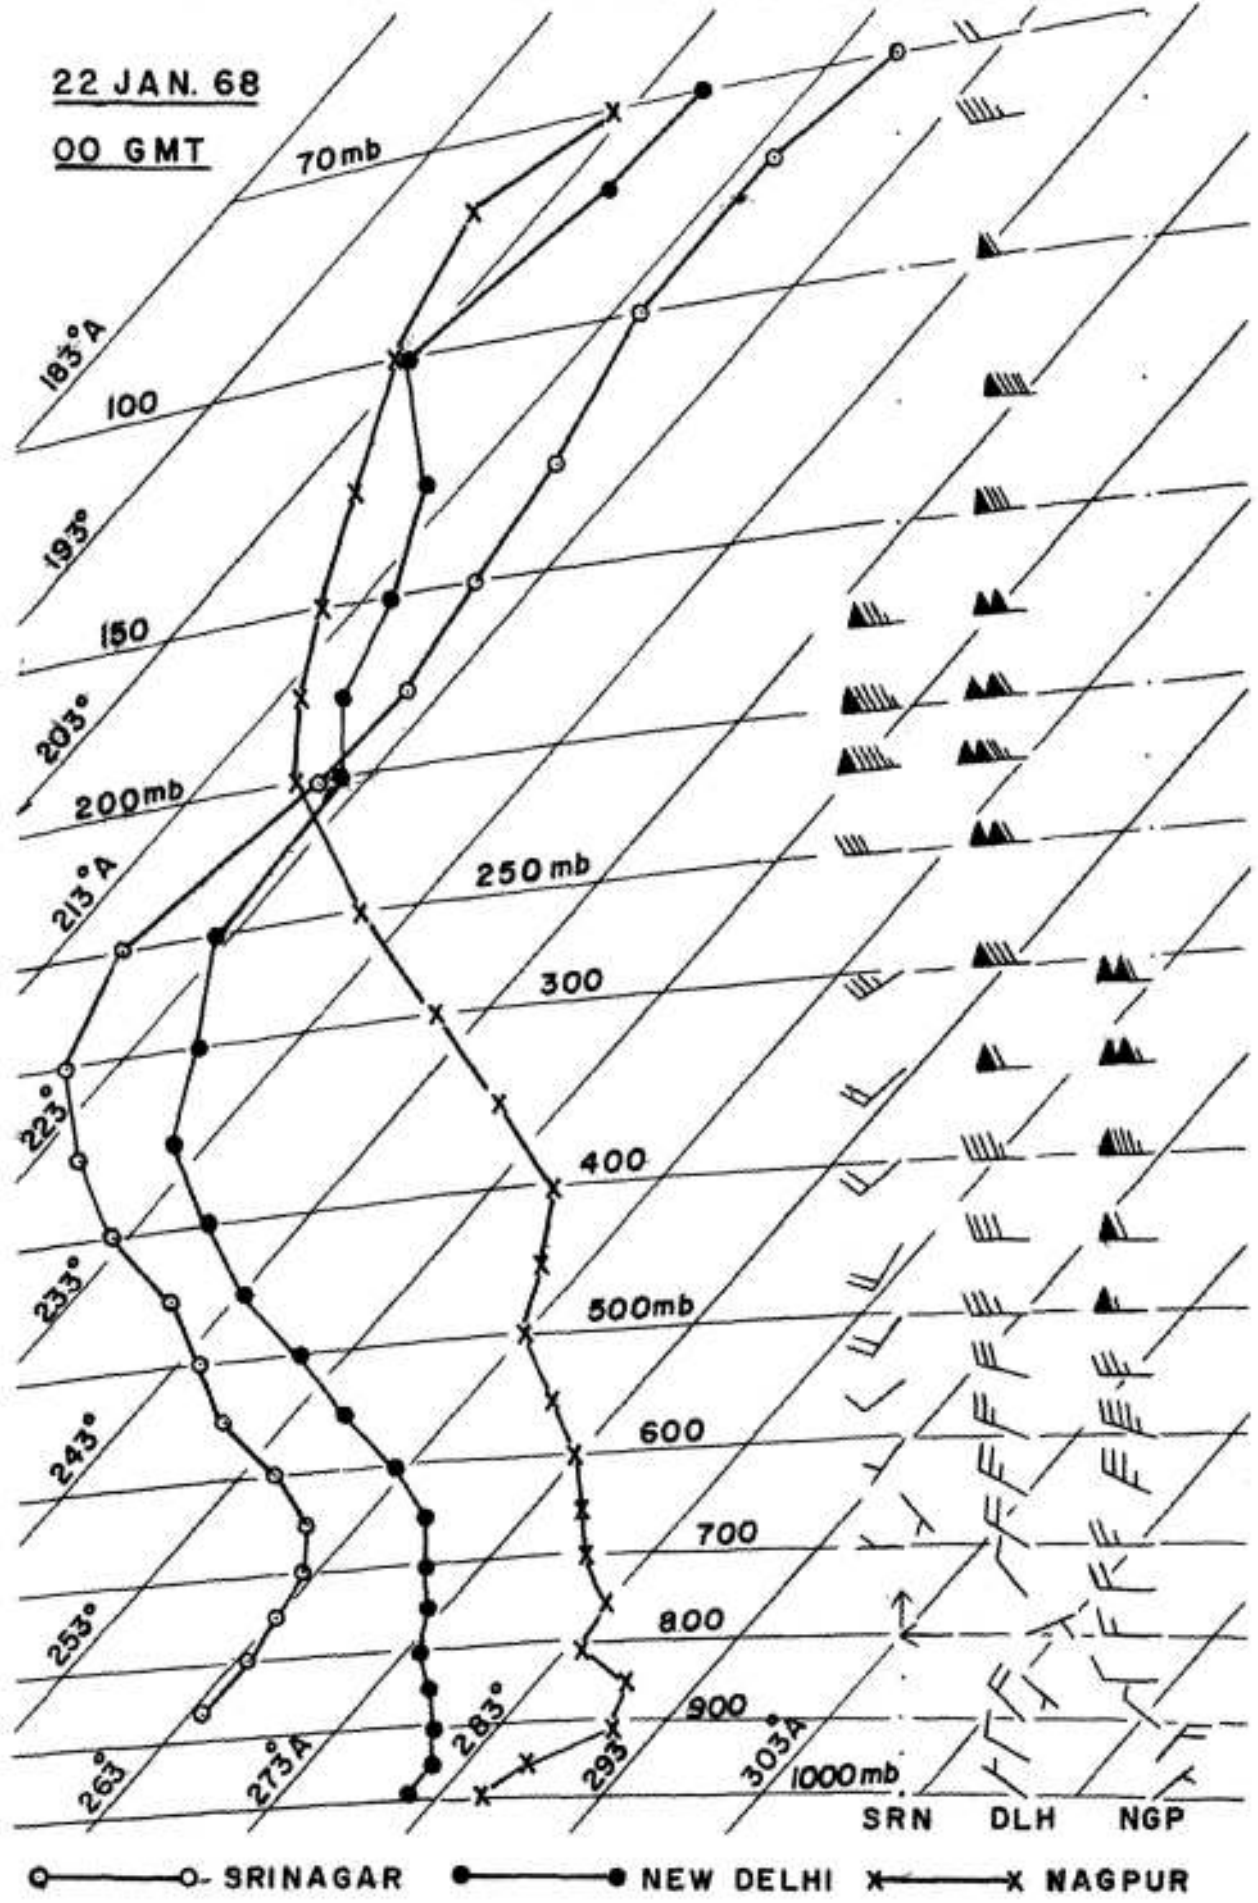 22 JAN. 68
00 GMT
70mb
183°A
100
193°
150
203°
200mb
213°A
250 mb
300
223°
400
233°
500mb
243°
600
700
253°
800
900
283°
293°
303°A
263°
273°A
1000mb
SRN DLH NGP
SRINAGAR NEW DELHI NAGPUR